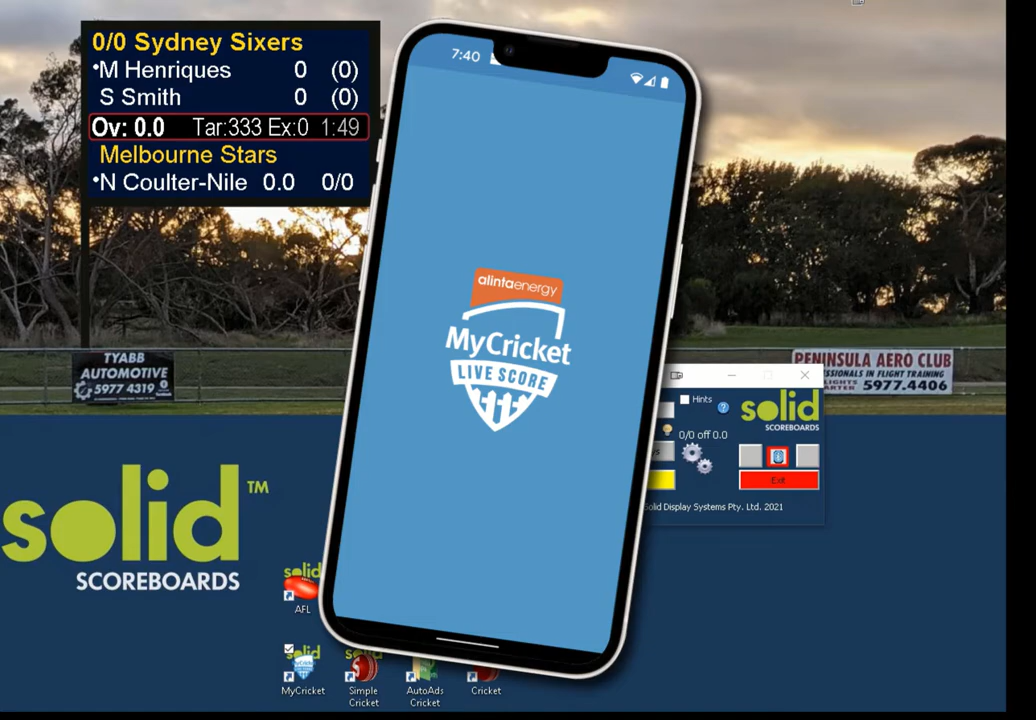 0/0 Sydney Sixers
•M Henriques 0 (0)
S Smith 0 (0)
Ov: 0.0 Tar:333 Ex:0 1:49
Melbourne Stars
•N Coulter-Nile 0.0 0/0
7:40
alintaenergy
MyCricket
LIVE SCORE
TYABB
AUTOMOTIVE
5977 4319
PENINSULA AERO CLUB
5977.4406
Hints
?
solid
SCOREBOARDS
0/0 off 0.0
Exit
Solid Display Systems Pty. Ltd. 2021
solid™
SCOREBOARDS
solid
AFL
solid
MyCricket
Simple
Cricket
AutoAds
Cricket
Cricket